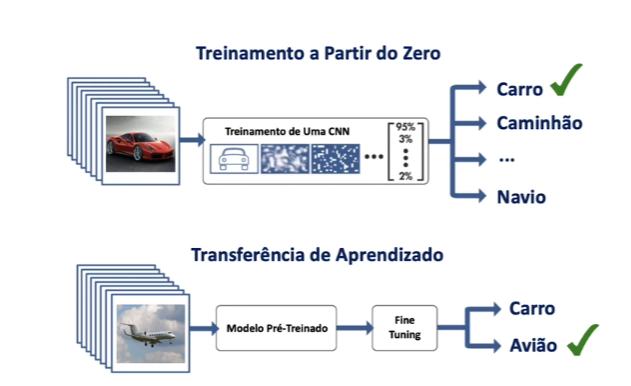 Treinamento a Partir do Zero
Treinamento de Uma CNN
95%
3%
2%
Carro
Caminhão
...
Navio
Transferência de Aprendizado
Modelo Pré-Treinado
Fine
Tuning
Carro
Avião